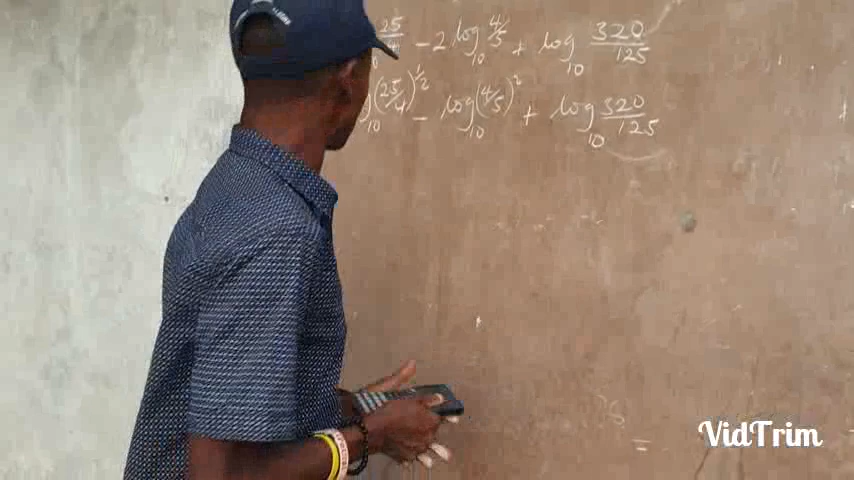 25/4 - 2 log₁₀ 4/5 + log₁₀ 320/125
g₁₀ (25/4)^1/2 - log₁₀ (4/5)² + log₁₀ 320/125
=
VidTrim